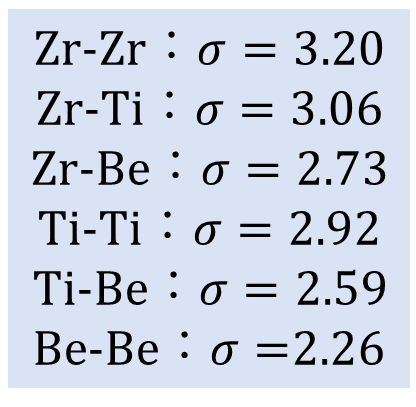 Zr-Zr : σ = 3.20
Zr-Ti : σ = 3.06
Zr-Be : σ = 2.73
Ti-Ti : σ = 2.92
Ti-Be : σ = 2.59
Be-Be : σ =2.26